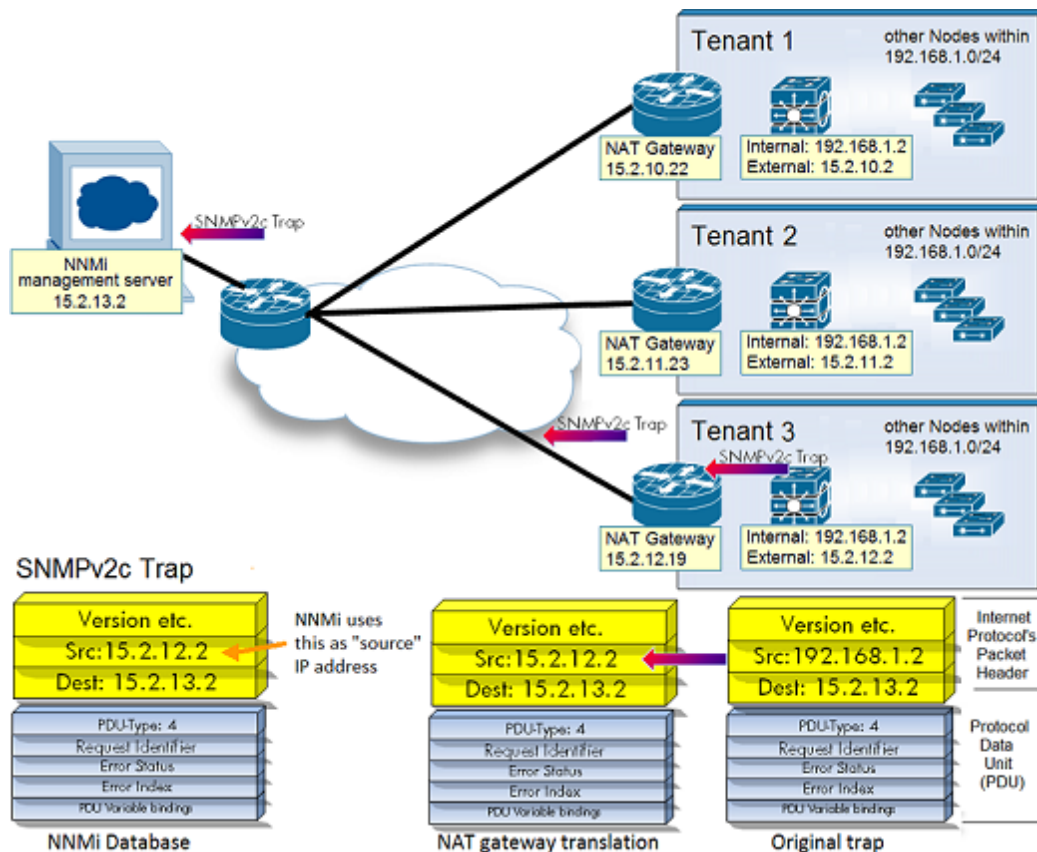 Tenant 1
other Nodes within
192.168.1.0/24
NAT Gateway
15.2.10.22
Internal: 192.168.1.2
External: 15.2.10.2
SNMPv2c Trap
NNMi
management server
15.2.13.2
Tenant 2
other Nodes within
192.168.1.0/24
NAT Gateway
15.2.11.23
Internal: 192.168.1.2
External: 15.2.11.2
SNMPv2c Trap
Tenant 3
other Nodes within
192.168.1.0/24
SNMPv2c Trap
NAT Gateway
15.2.12.19
Internal: 192.168.1.2
External: 15.2.12.2
SNMPv2c Trap
Version etc.
Src:15.2.12.2
Dest: 15.2.13.2
NNMi uses
this as "source"
IP address
PDU-Type: 4
Request Identifier
Error Status
Error Index
PDU Variable bindings
NNMi Database
Version etc.
Src:15.2.12.2
Dest: 15.2.13.2
PDU-Type: 4
Request Identifier
Error Status
Error Index
PDU Variable bindings
NAT gateway translation
Version etc.
Src:192.168.1.2
Dest: 15.2.13.2
PDU-Type: 4
Request Identifier
Error Status
Error Index
PDU Variable bindings
Original trap
Internet
Protocol's
Packet
Header
Protocol
Data
Unit
(PDU)